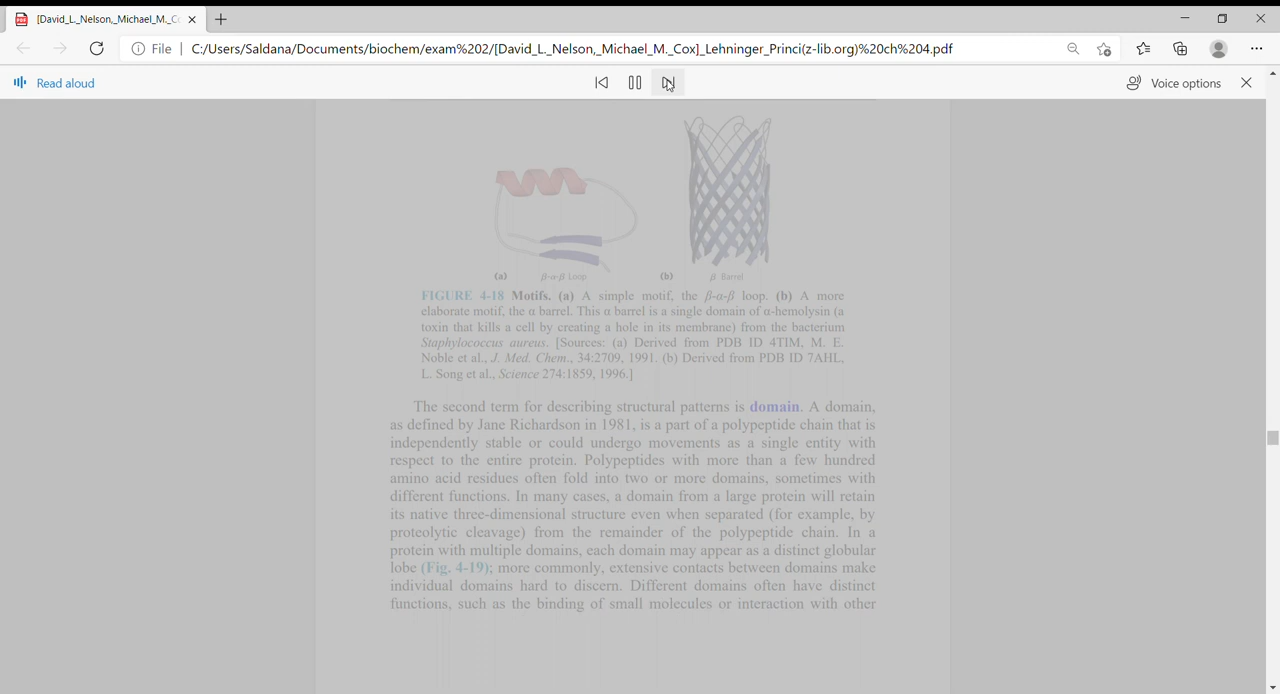 [David_L._Nelson,_Michael_M._Co
File | C:/Users/Saldana/Documents/biochem/exam%202/[David_L._Nelson,_Michael_M._Cox]_Lehninger_Princi(z-lib.org)%20ch%204.pdf
Read aloud
Voice options
(a) β-α-β Loop
(b) β Barrel
FIGURE 4-18 Motifs. (a) A simple motif, the β-α-β loop. (b) A more
elaborate motif, the α barrel. This α barrel is a single domain of α-hemolysin (a
toxin that kills a cell by creating a hole in its membrane) from the bacterium
Staphylococcus aureus. [Sources: (a) Derived from PDB ID 4TIM, M. E.
Noble et al., J. Med. Chem., 34:2709, 1991. (b) Derived from PDB ID 7AHL,
L. Song et al., Science 274:1859, 1996.]
The second term for describing structural patterns is domain. A domain,
as defined by Jane Richardson in 1981, is a part of a polypeptide chain that is
independently stable or could undergo movements as a single entity with
respect to the entire protein. Polypeptides with more than a few hundred
amino acid residues often fold into two or more domains, sometimes with
different functions. In many cases, a domain from a large protein will retain
its native three-dimensional structure even when separated (for example, by
proteolytic cleavage) from the remainder of the polypeptide chain. In a
protein with multiple domains, each domain may appear as a distinct globular
lobe (Fig. 4-19); more commonly, extensive contacts between domains make
individual domains hard to discern. Different domains often have distinct
functions, such as the binding of small molecules or interaction with other